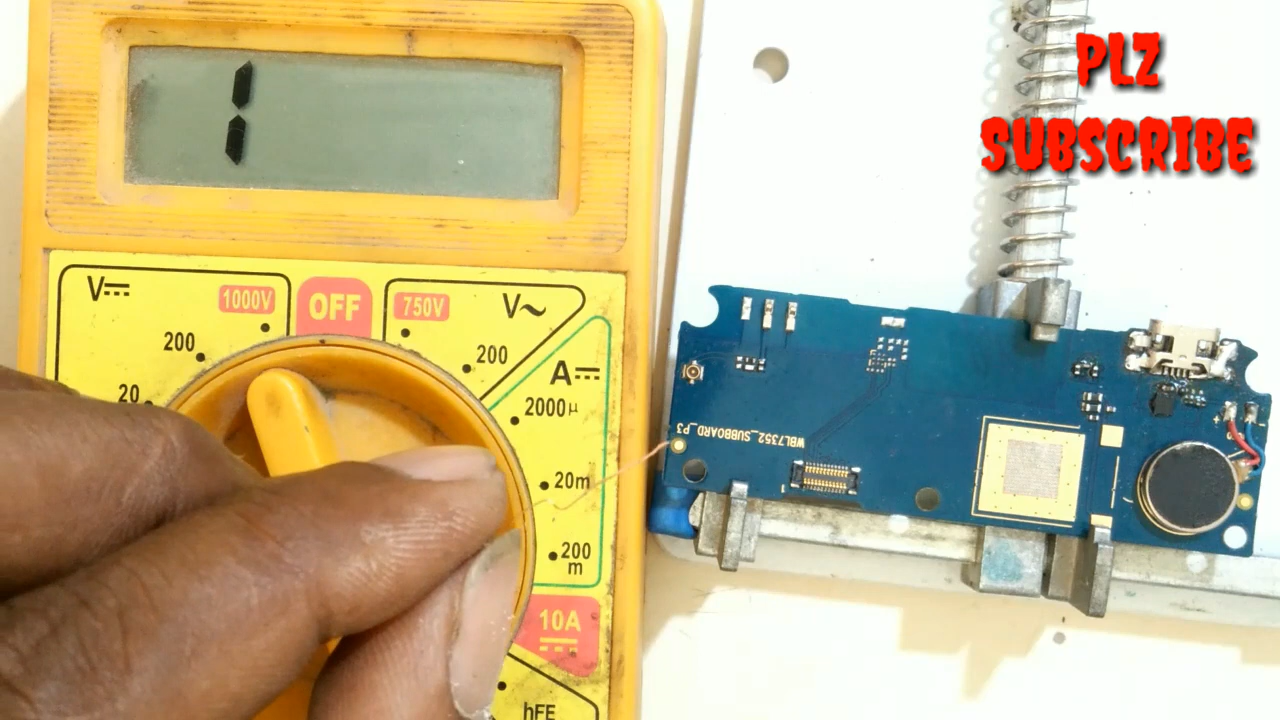 PLZ
SUBSCRIBE
1
V
1000V
OFF
750V
V~
200
200
20
A
2000µ
20m
200
m
10A
hFE
WBL7352_SUBBOARD_P3